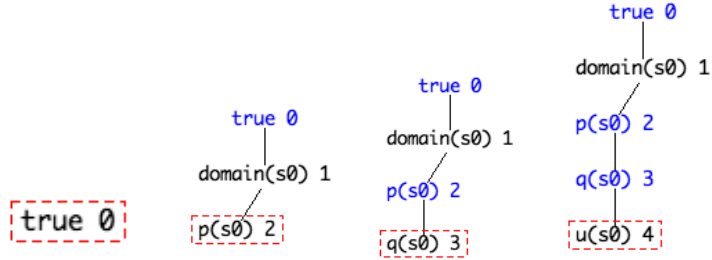 true 0
true 0
domain(s0) 1
p(s0) 2
true 0
domain(s0) 1
p(s0) 2
q(s0) 3
true 0
domain(s0) 1
p(s0) 2
q(s0) 3
u(s0) 4